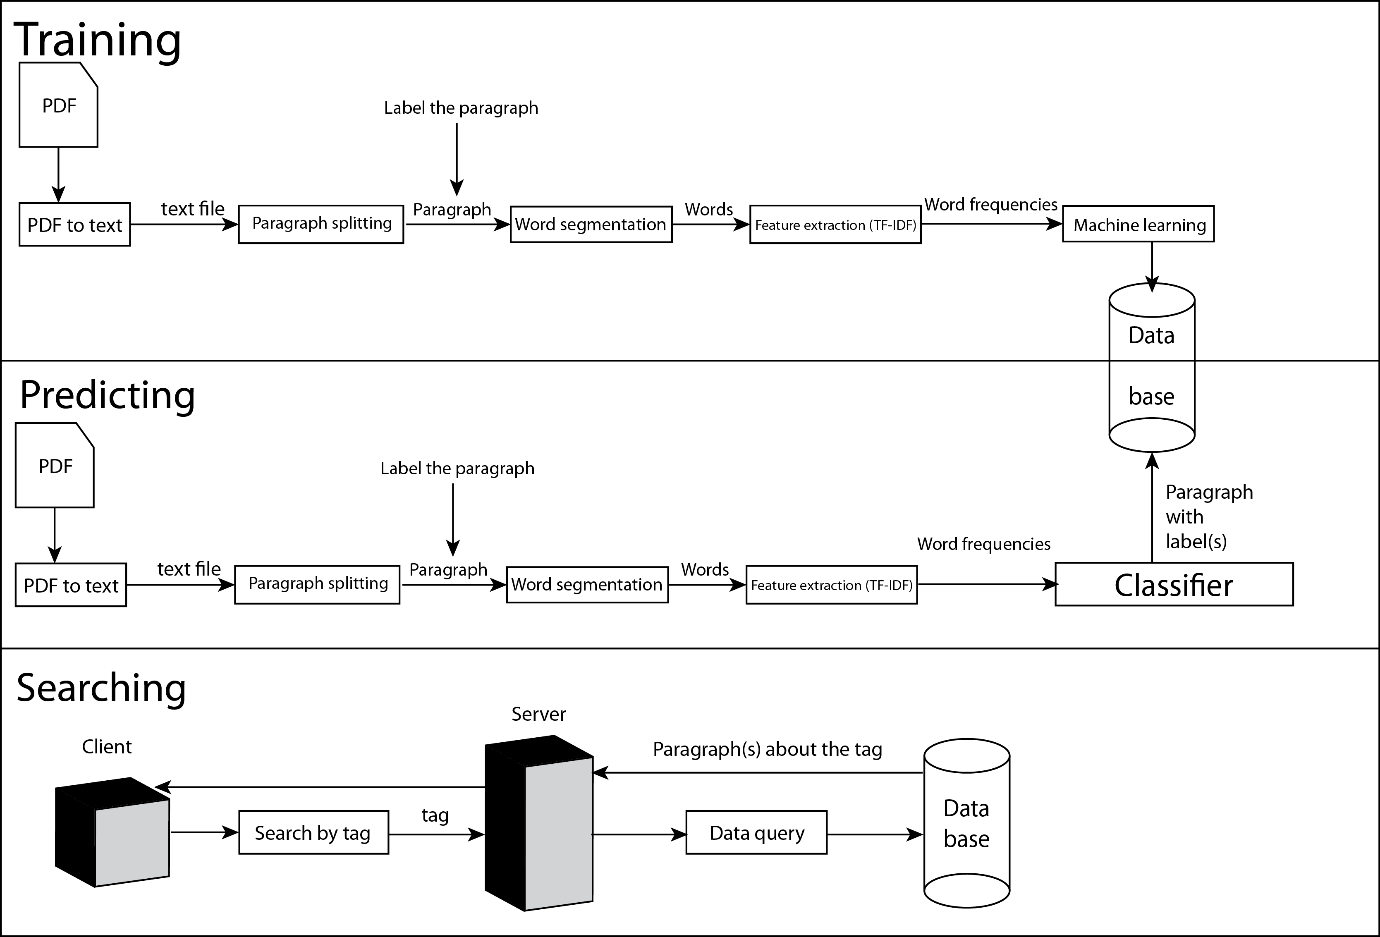 Training
PDF
Label the paragraph
PDF to text
text file
Paragraph splitting
Paragraph
Word segmentation
Words
Feature extraction (TF-IDF)
Word frequencies
Machine learning
Data
base
Predicting
PDF
Label the paragraph
PDF to text
text file
Paragraph splitting
Paragraph
Word segmentation
Words
Feature extraction (TF-IDF)
Word frequencies
Classifier
Paragraph
with
label(s)
Searching
Client
Server
Paragraph(s) about the tag
Search by tag
tag
Data query
Data
base